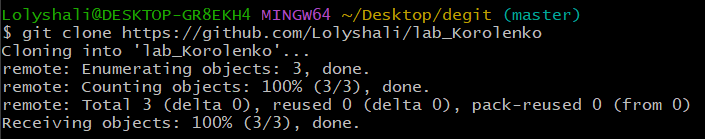 Lolyshali@DESKTOP-GR8EKH4 MINGW64 ~/Desktop/degit (master)
$ git clone https://github.com/Lolyshali/lab_Korolenko
Cloning into 'lab_Korolenko'...
remote: Enumerating objects: 3, done.
remote: Counting objects: 100% (3/3), done.
remote: Total 3 (delta 0), reused 0 (delta 0), pack-reused 0 (from 0)
Receiving objects: 100% (3/3), done.